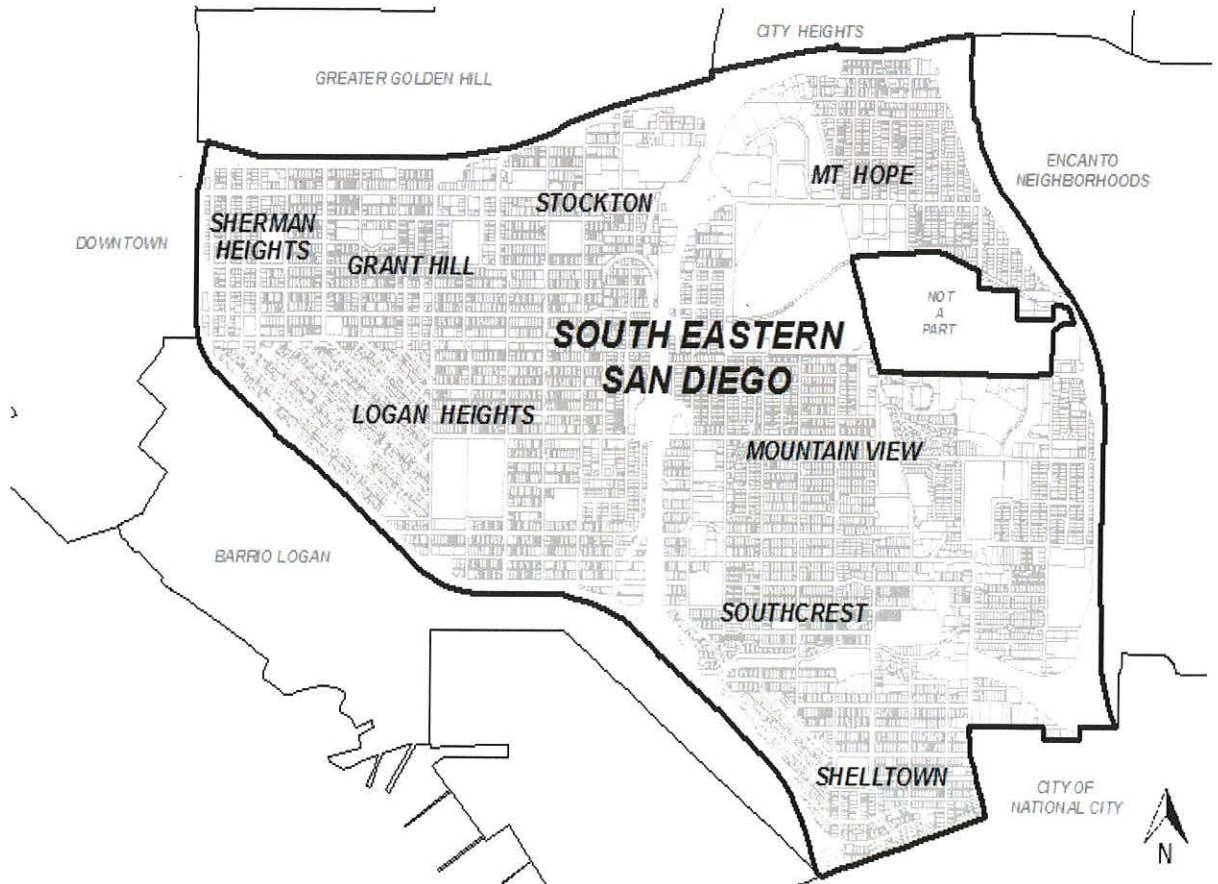 CITY HEIGHTS
GREATER GOLDEN HILL
MT HOPE
ENCANTO
NEIGHBORHOODS
STOCKTON
SHERMAN
HEIGHTS
DOWNTOWN
GRANT HILL
NOT
A
PART
SOUTH EASTERN
SAN DIEGO
LOGAN HEIGHTS
MOUNTAIN VIEW
BARRIO LOGAN
SOUTHCREST
SHELLTOWN
CITY OF
NATIONAL CITY
N